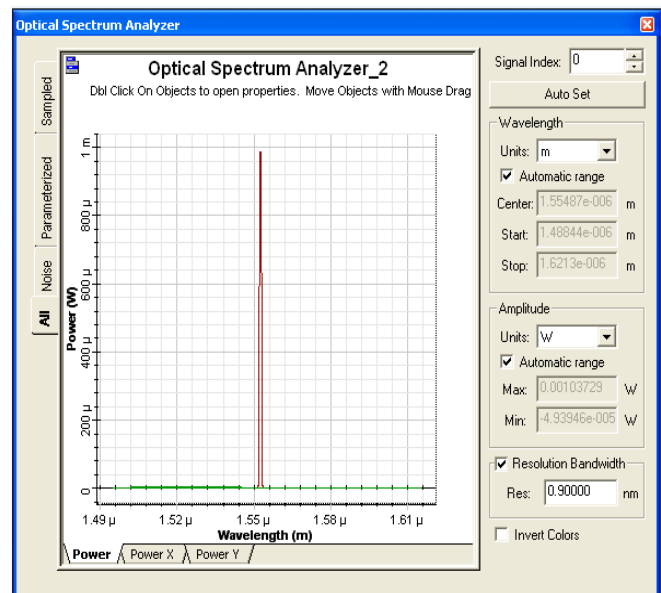 Optical Spectrum Analyzer
Sampled
Parameterized
Noise
All
Optical Spectrum Analyzer_2
Dbl Click On Objects to open properties. Move Objects with Mouse Drag
Power (W)
1 m
800 µ
600 µ
400 µ
200 µ
0
1.49 µ 1.52 µ 1.55 µ 1.58 µ 1.61 µ
Wavelength (m)
Power Power X Power Y
Signal Index: 0
Auto Set
Wavelength
Units: m
Automatic range
Center: 1.55487e-006 m
Start: 1.48844e-006 m
Stop: 1.6213e-006 m
Amplitude
Units: W
Automatic range
Max: 0.00103729 W
Min: -4.93946e-005 W
Resolution Bandwidth
Res: 0.90000 nm
Invert Colors